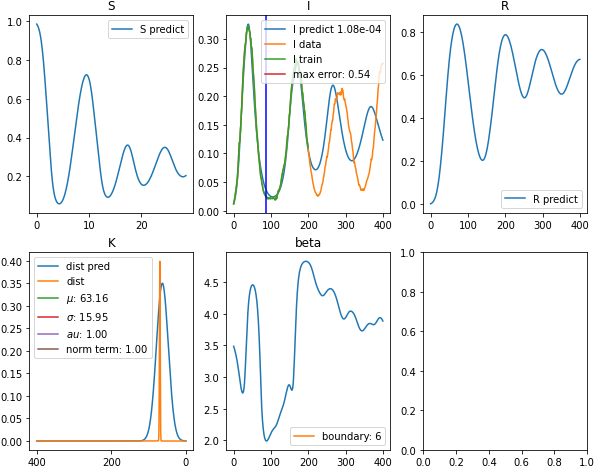 S
I
R
S predict
I predict 1.08e-04
I data
I train
max error: 0.54
R predict
1.0
0.8
0.6
0.4
0.2
0 10 20
0.30
0.25
0.20
0.15
0.10
0.05
0.00
0 100 200 300 400
0.8
0.6
0.4
0.2
0.0
0 100 200 300 400
K
beta
dist pred
dist
μ: 63.16
σ: 15.95
au: 1.00
norm term: 1.00
boundary: 6
0.40
0.35
0.30
0.25
0.20
0.15
0.10
0.05
0.00
400 200 0
4.5
4.0
3.5
3.0
2.5
2.0
0 100 200 300 400
1.0
0.8
0.6
0.4
0.2
0.0
0.0 0.2 0.4 0.6 0.8 1.0